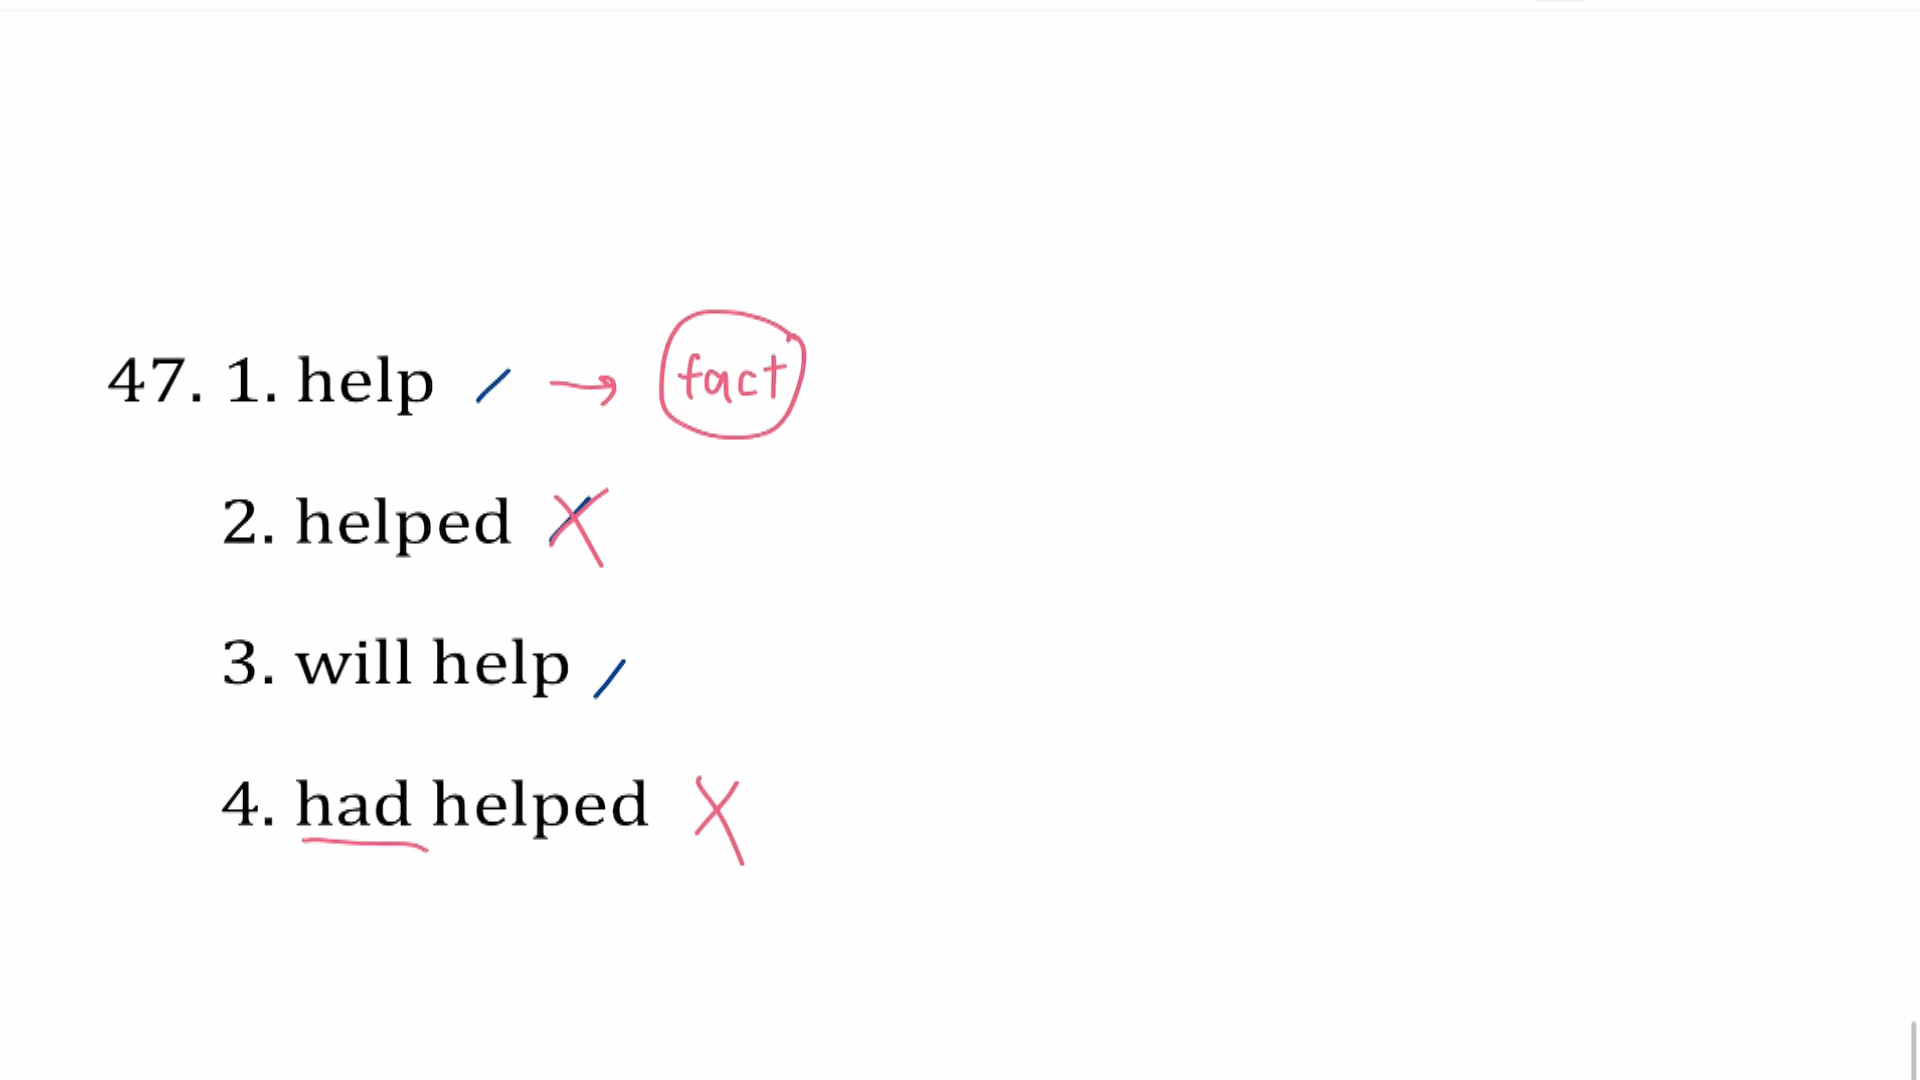 47. 1. help / → fact
2. helped X
3. will help /
4. had helped X